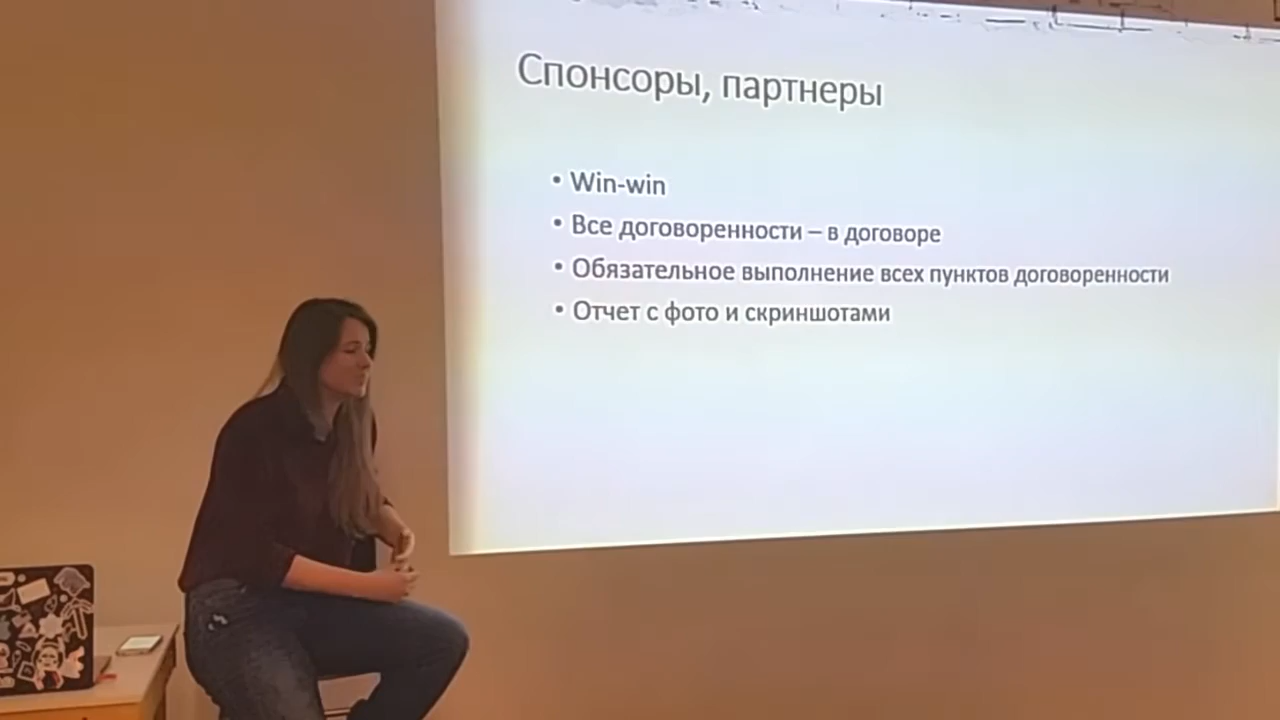 Спонсоры, партнеры
• Win-win
• Все договоренности – в договоре
• Обязательное выполнение всех пунктов договоренности
• Отчет с фото и скриншотами